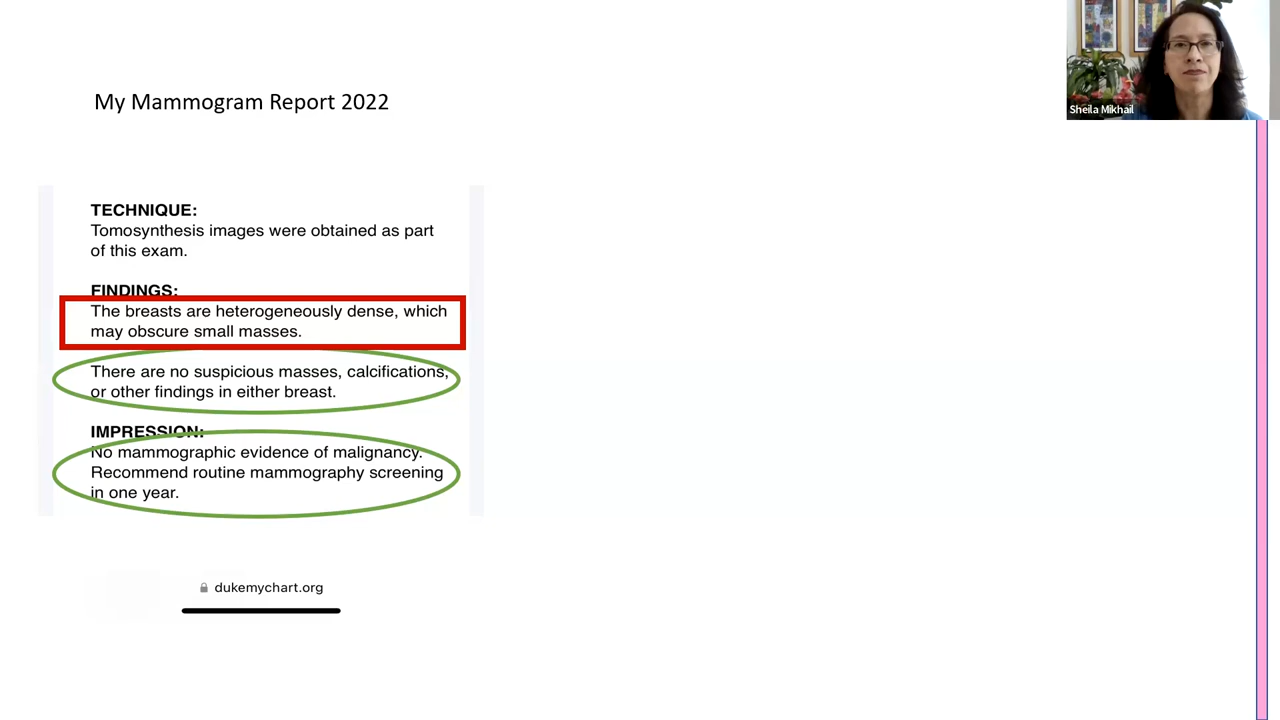 My Mammogram Report 2022
Sheila Mikhail
TECHNIQUE:
Tomosynthesis images were obtained as part
of this exam.
FINDINGS:
The breasts are heterogeneously dense, which
may obscure small masses.
There are no suspicious masses, calcifications,
or other findings in either breast.
IMPRESSION:
No mammographic evidence of malignancy.
Recommend routine mammography screening
in one year.
dukemychart.org